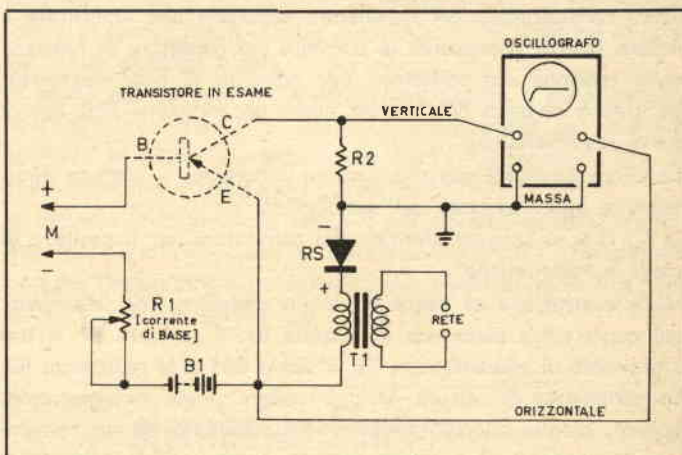 OSCILLOGRAFO
TRANSISTORE IN ESAME
VERTICALE
C
B
E
R2
+
M
-
MASSA
-
RS
+
R1
[corrente
di BASE]
RETE
T1
B1
ORIZZONTALE